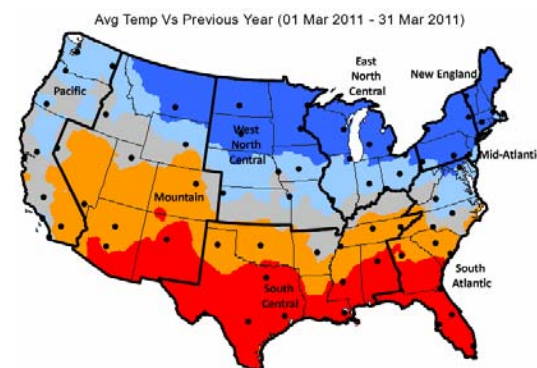 Avg Temp Vs Previous Year (01 Mar 2011 - 31 Mar 2011)
East
North
Central
New England
Pacific
West
North
Central
Mid-Atlanti
Mountain
South
Atlantic
South
Central